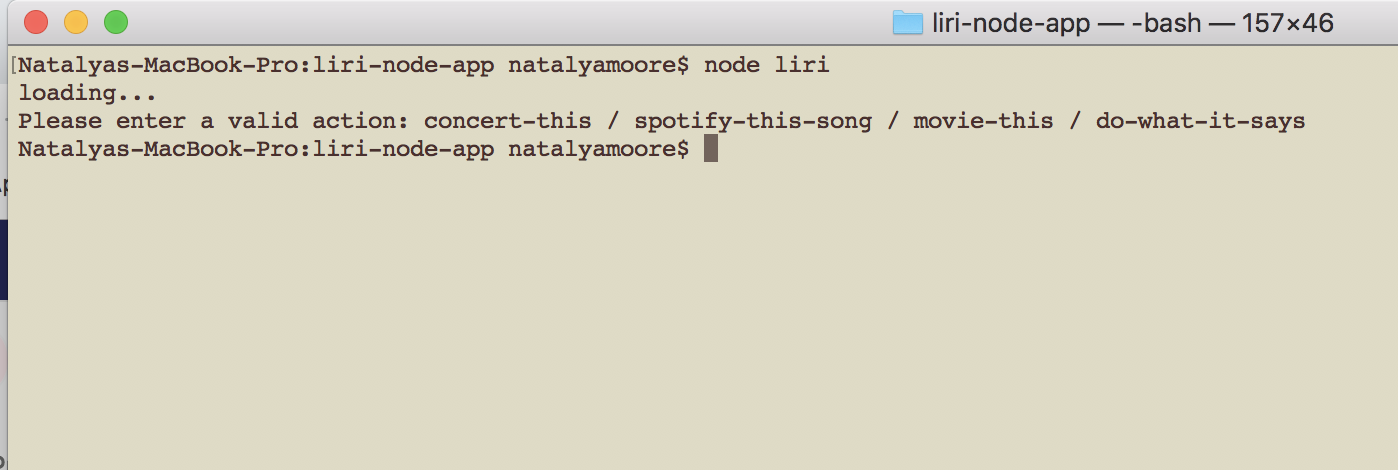 liri-node-app — -bash — 157×46
[Natalyas-MacBook-Pro:liri-node-app natalyamoore$ node liri
loading...
Please enter a valid action: concert-this / spotify-this-song / movie-this / do-what-it-says
Natalyas-MacBook-Pro:liri-node-app natalyamoore$